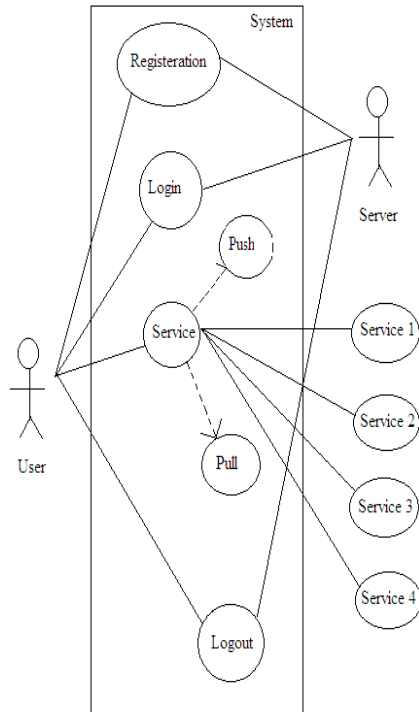 System
Registeration
Login
Server
Push
Service
Service 1
User
Service 2
Pull
Service 3
Service 4
Logout